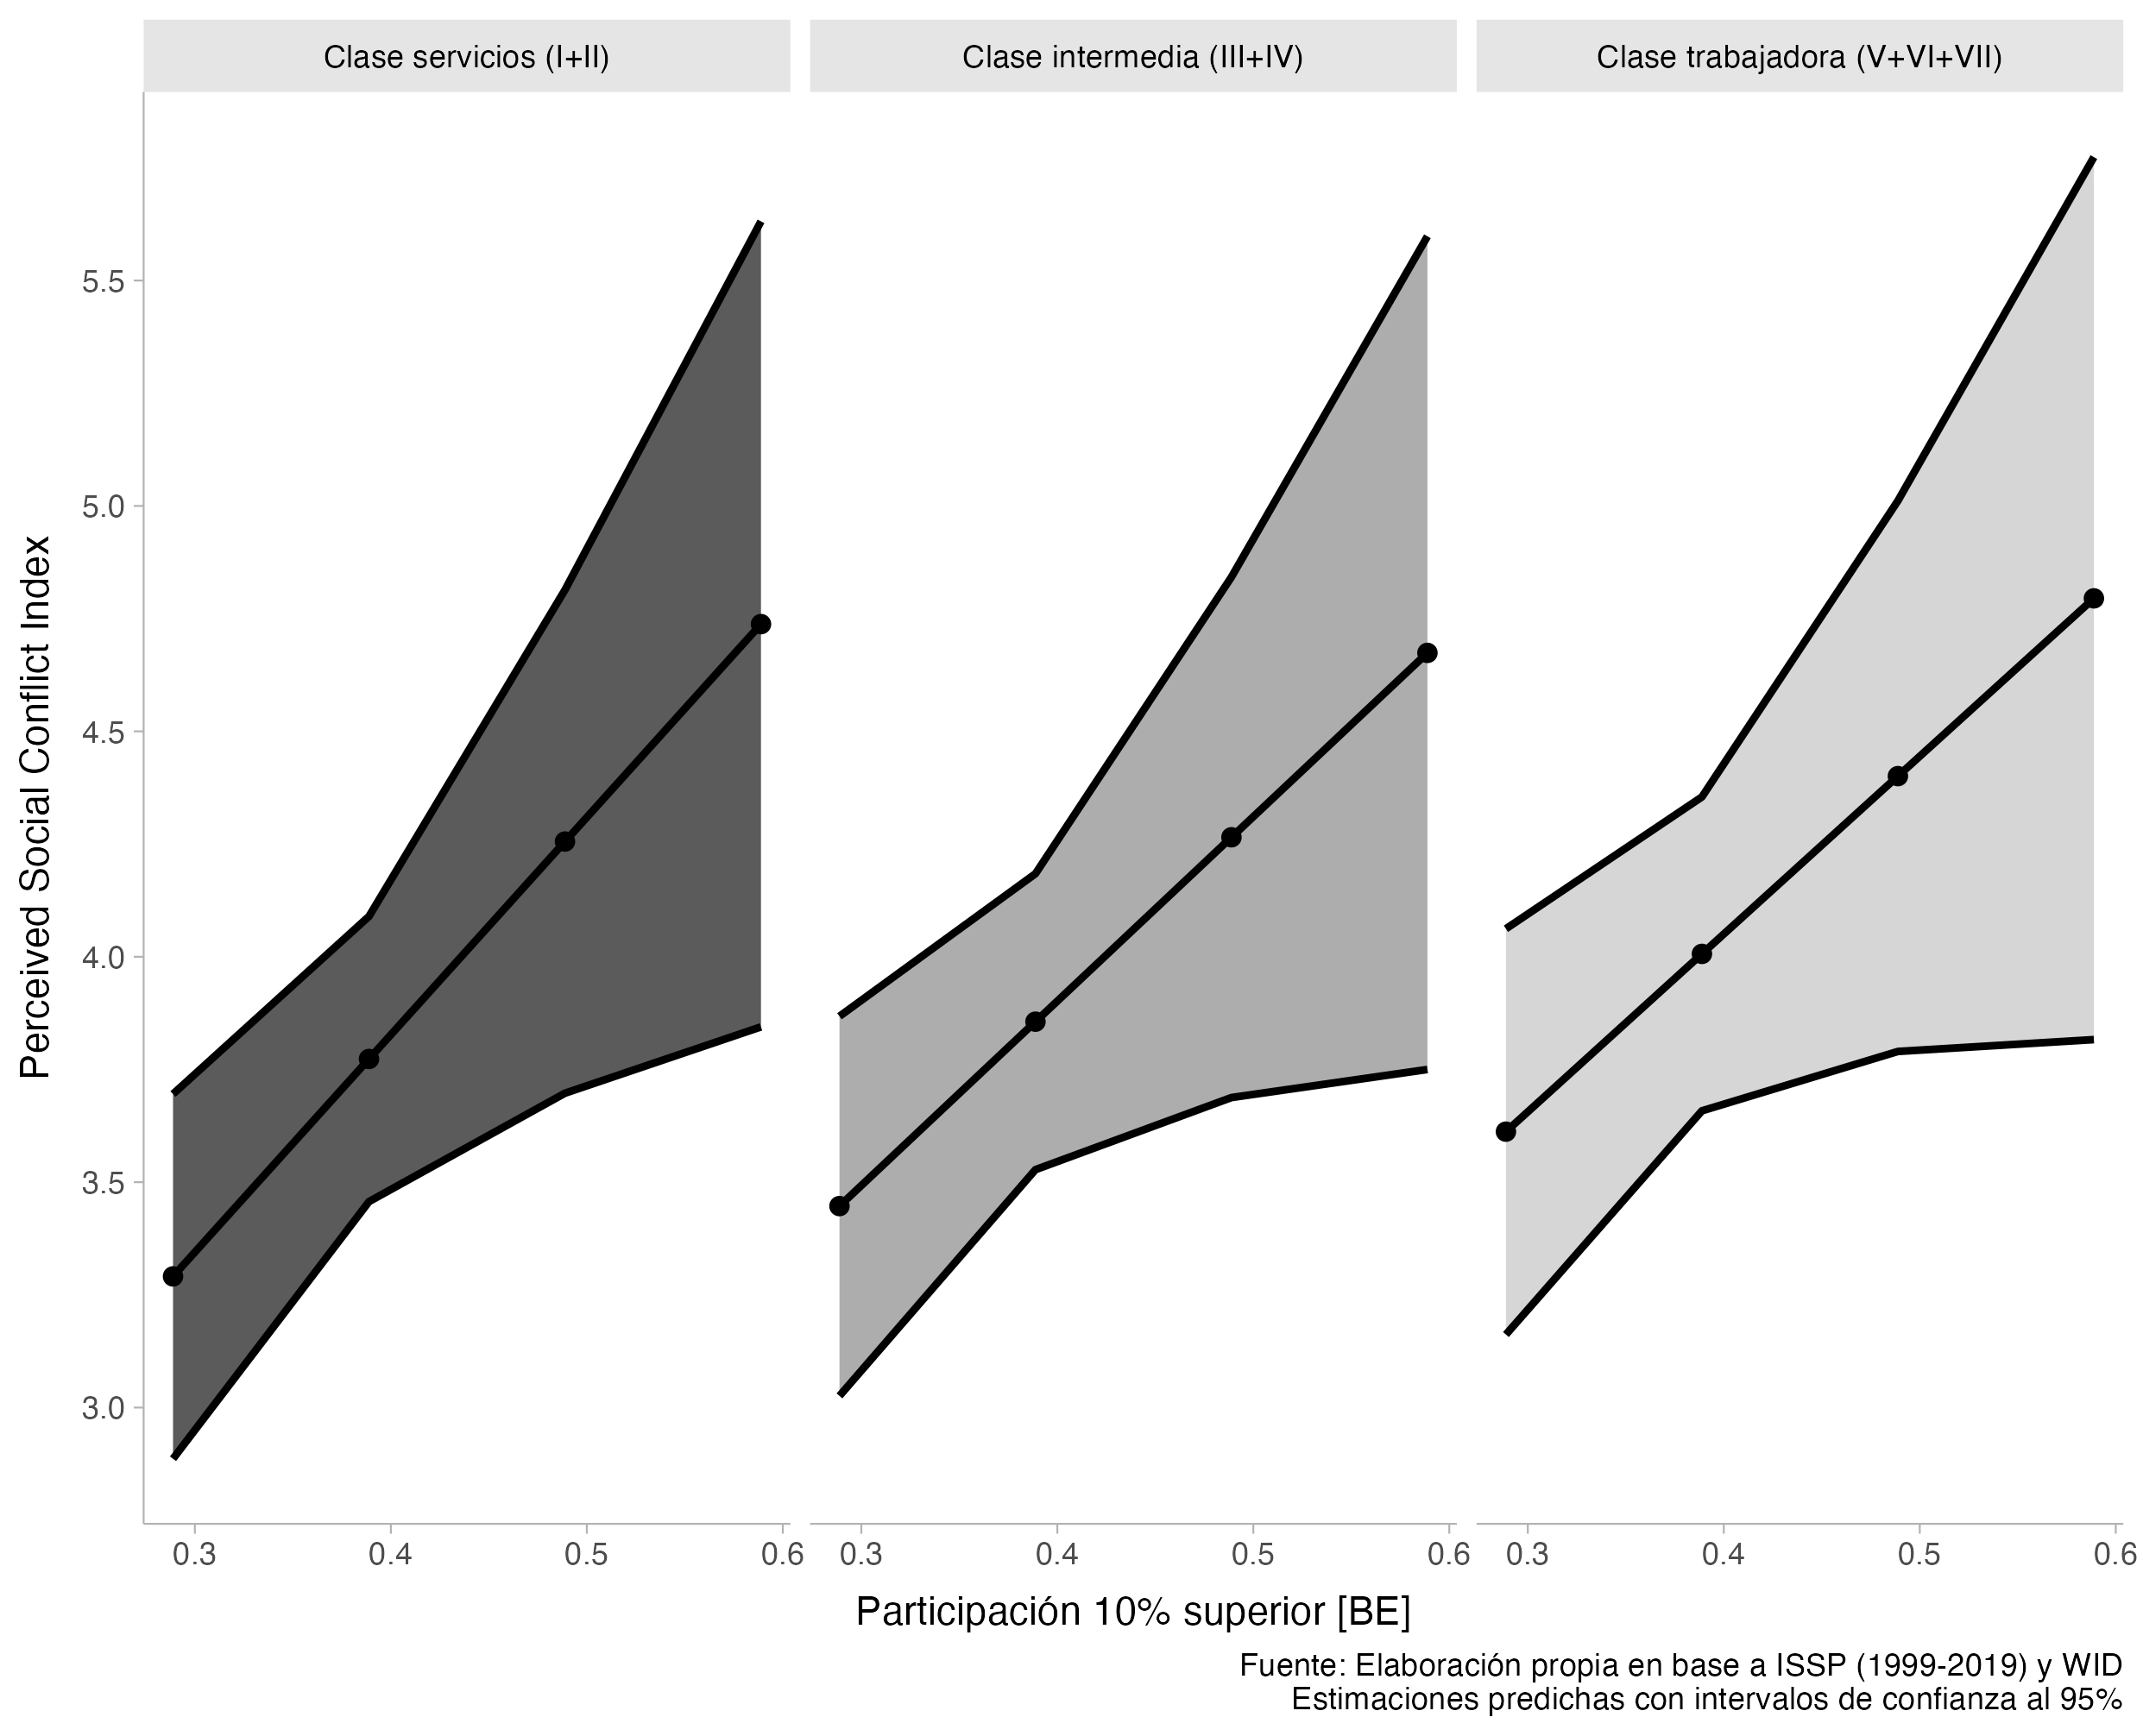 Clase servicios (I+II)
Clase intermedia (III+IV)
Clase trabajadora (V+VI+VII)
Perceived Social Conflict Index
5.5
5.0
4.5
4.0
3.5
3.0
0.3 0.4 0.5 0.6
0.3 0.4 0.5 0.6
0.3 0.4 0.5 0.6
Participación 10% superior [BE]
Fuente: Elaboración propia en base a ISSP (1999-2019) y WID
Estimaciones predichas con intervalos de confianza al 95%